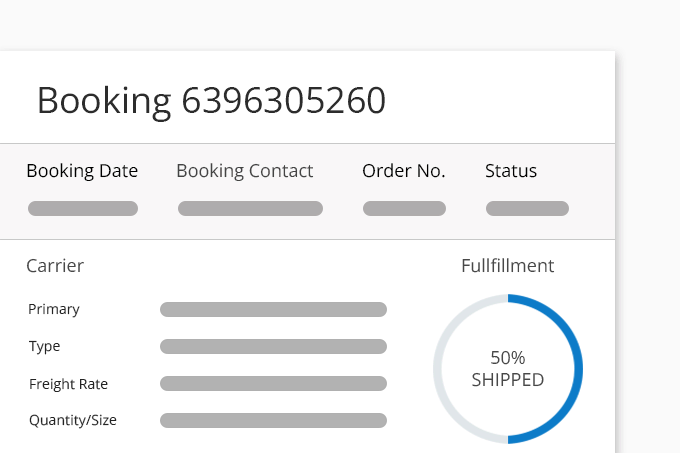 Booking 6396305260
Booking Date Booking Contact Order No. Status
Carrier
Primary
Type
Freight Rate
Quantity/Size
Fullfillment
50%
SHIPPED